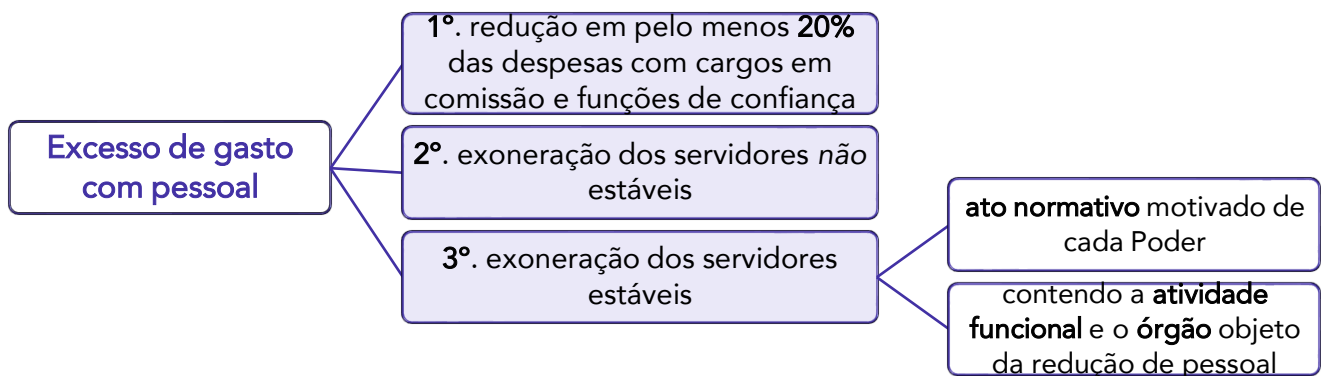 Excesso de gasto
com pessoal
1º. redução em pelo menos 20%
das despesas com cargos em
comissão e funções de confiança
2º. exoneração dos servidores não
estáveis
3º. exoneração dos servidores
estáveis
ato normativo motivado de
cada Poder
contendo a atividade
funcional e o órgão objeto
da redução de pessoal